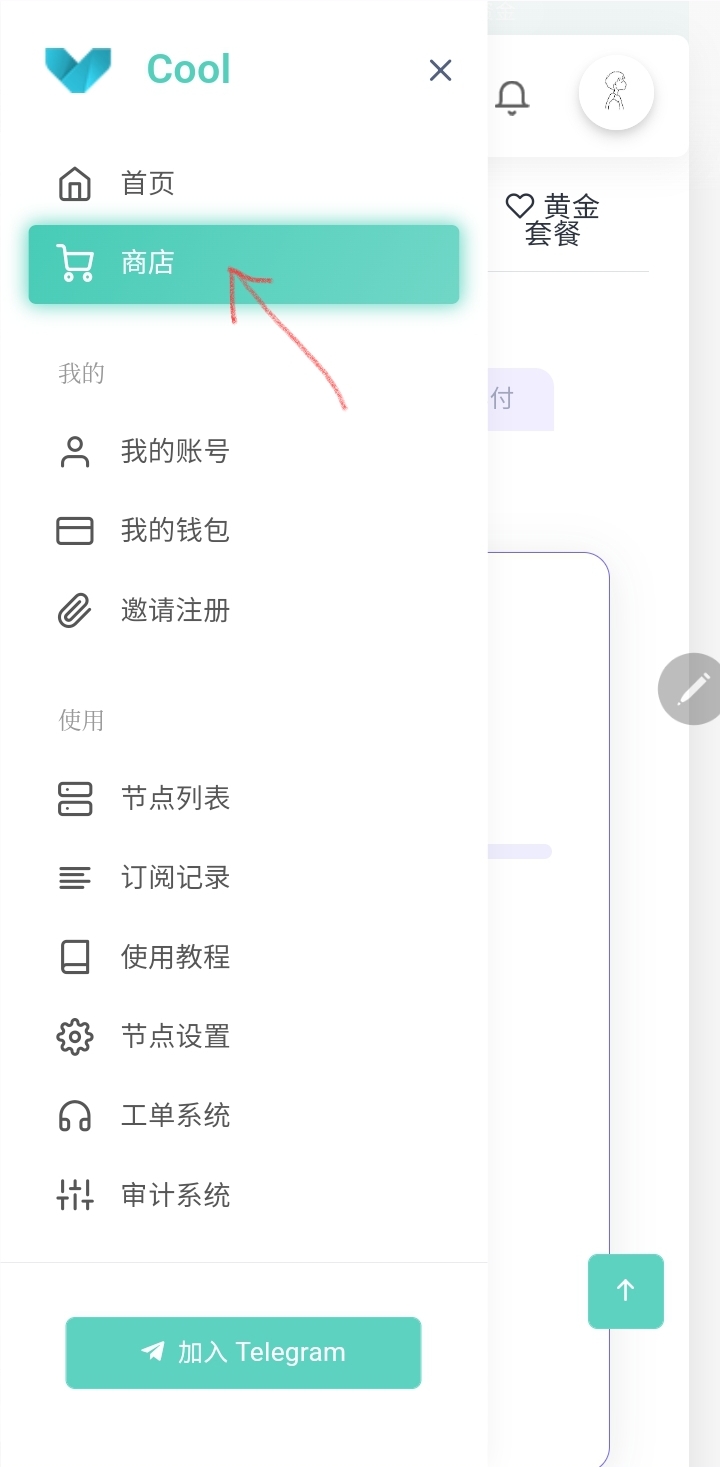 Cool
首页
商店
我的
我的账号
我的钱包
邀请注册
使用
节点列表
订阅记录
使用教程
节点设置
工单系统
审计系统
加入 Telegram
黄金
套餐
付